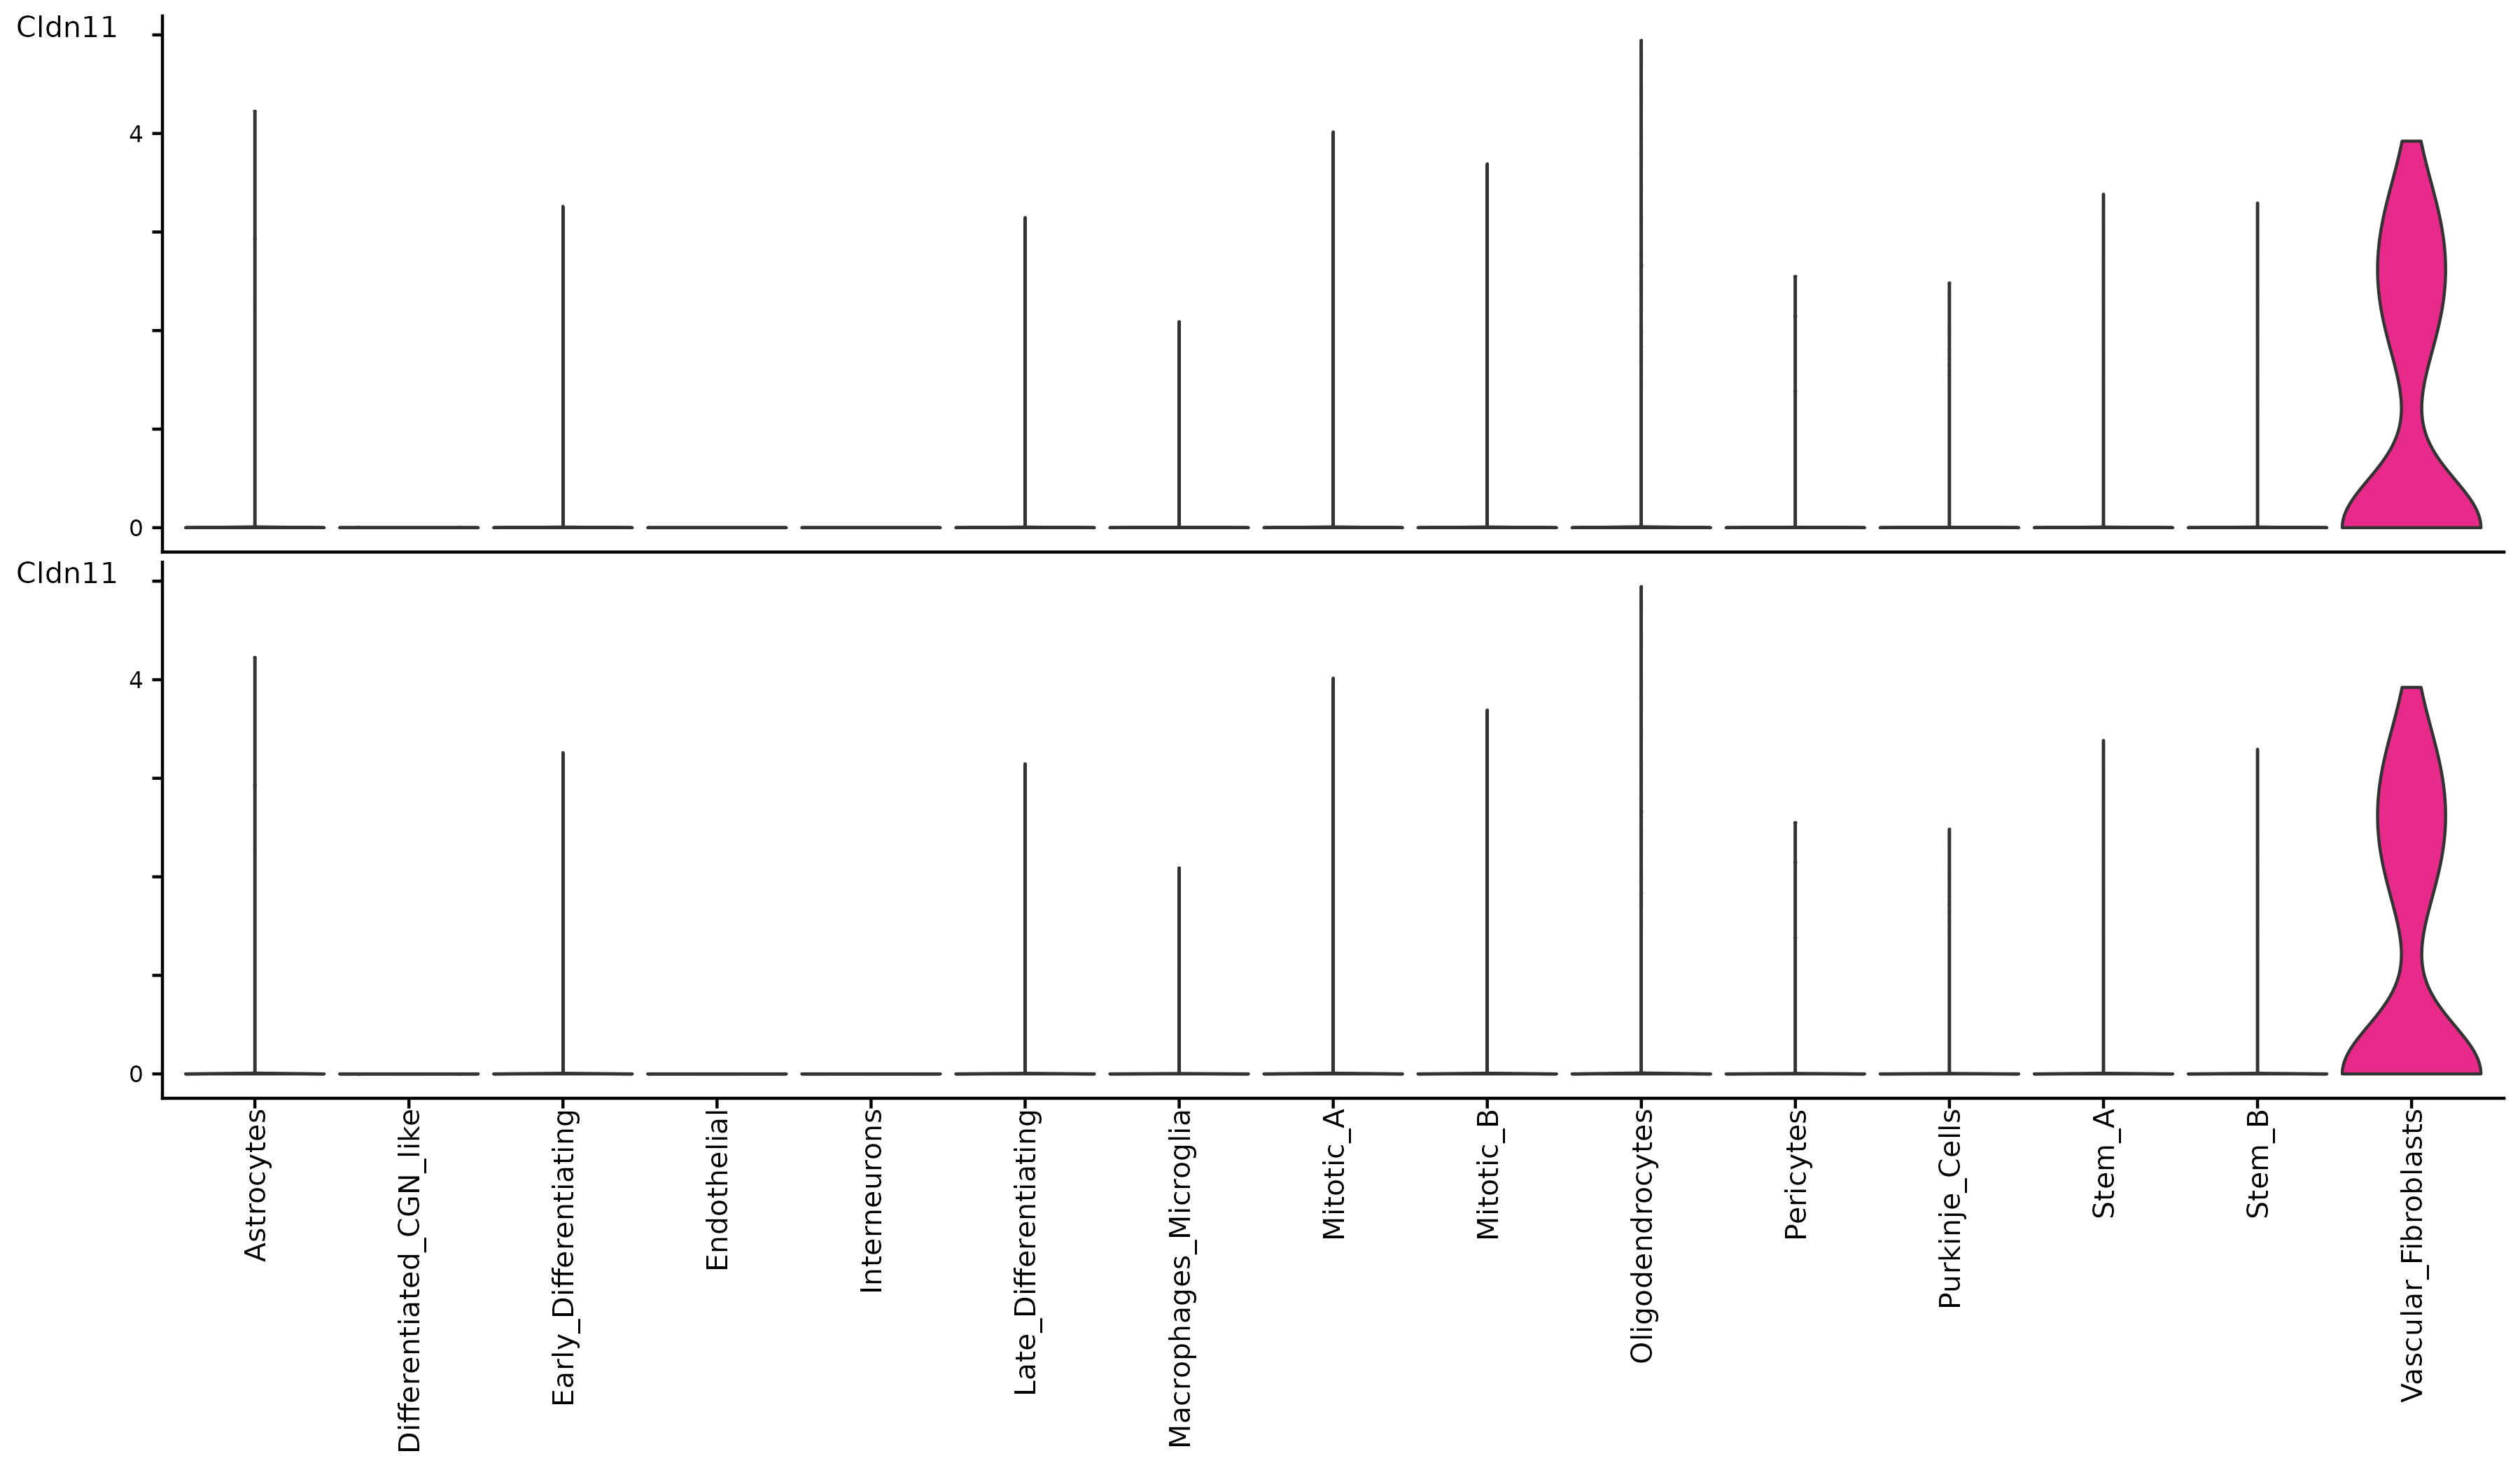 Cldn11
4
0
Cldn11
4
0
Astrocytes
Differentiated_CGN_like
Early_Differentiating
Endothelial
Interneurons
Late_Differentiating
Macrophages_Microglia
Mitotic_A
Mitotic_B
Oligodendrocytes
Pericytes
Purkinje_Cells
Stem_A
Stem_B
Vascular_Fibroblasts